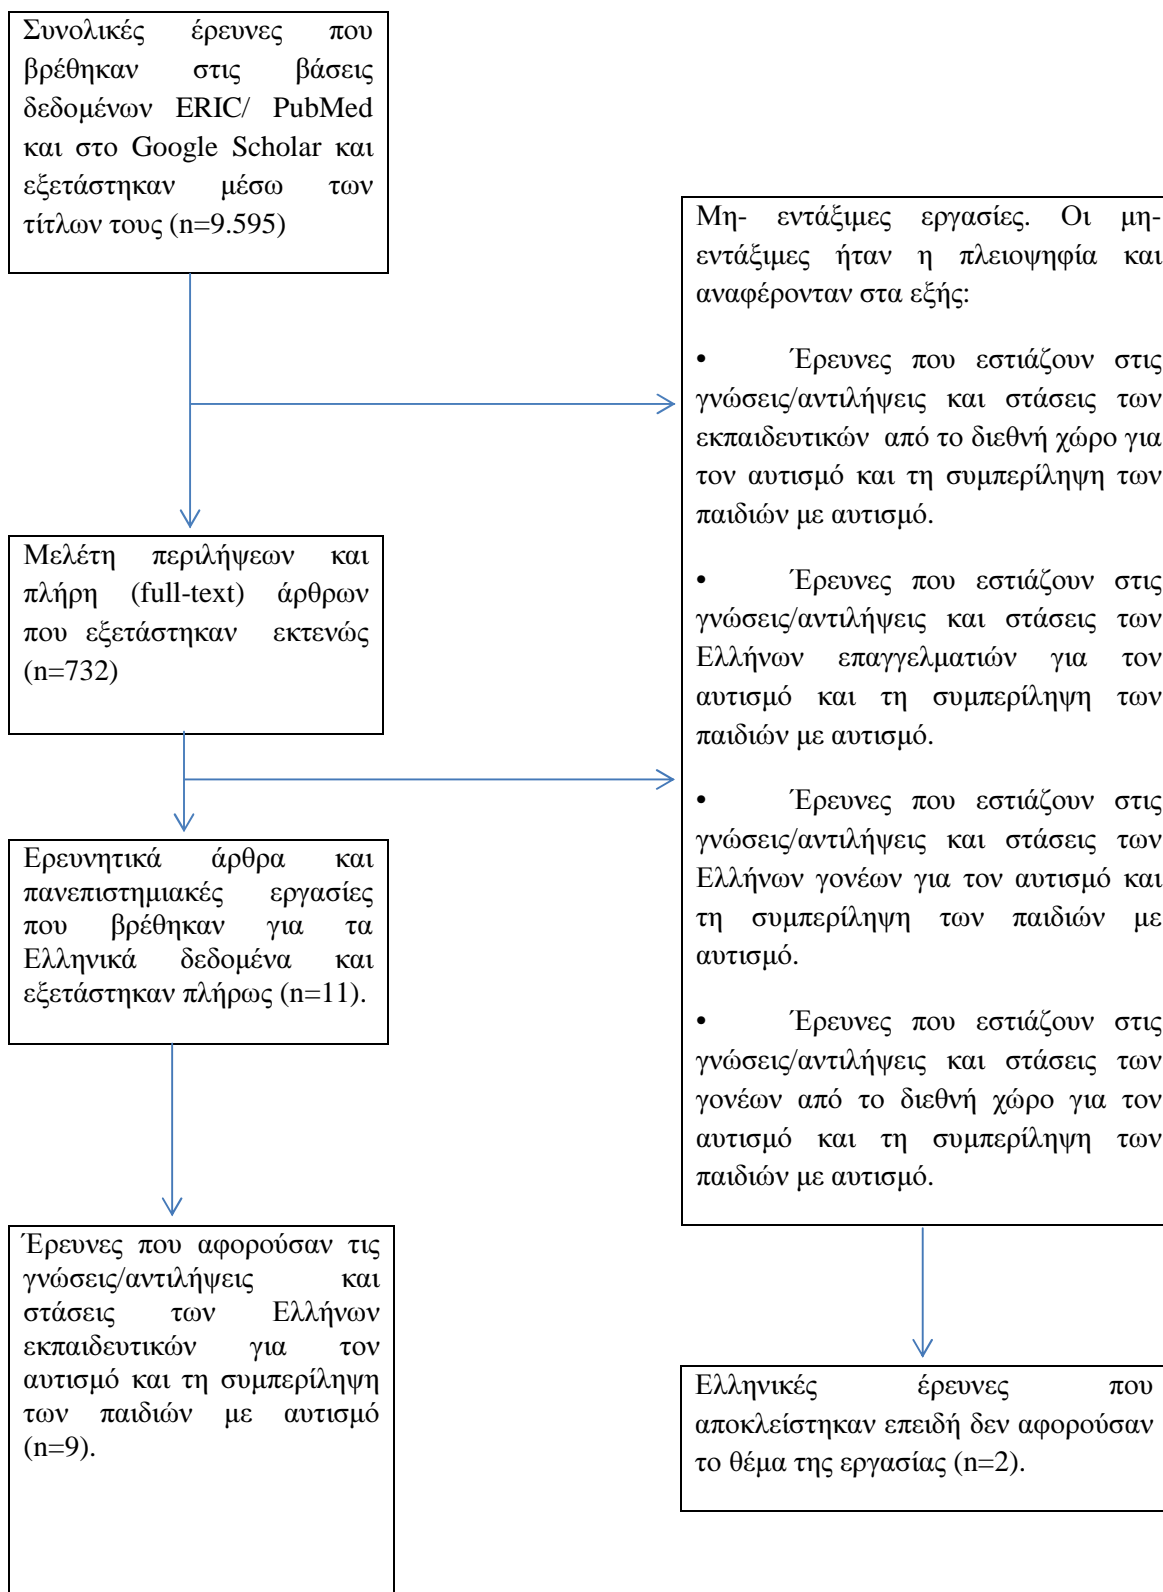 Συνολικές έρευνες που
βρέθηκαν στις βάσεις
δεδομένων ERIC/ PubMed
και στο Google Scholar και
εξετάστηκαν μέσω των
τίτλων τους (n=9.595)
Μη- εντάξιμες εργασίες. Οι μη-
εντάξιμες ήταν η πλειοψηφία και
αναφέρονταν στα εξής:
• Έρευνες που εστιάζουν στις
γνώσεις/αντιλήψεις και στάσεις των
εκπαιδευτικών από το διεθνή χώρο για
τον αυτισμό και τη συμπερίληψη των
παιδιών με αυτισμό.
• Έρευνες που εστιάζουν στις
γνώσεις/αντιλήψεις και στάσεις των
Ελλήνων επαγγελματιών για τον
αυτισμό και τη συμπερίληψη των
παιδιών με αυτισμό.
• Έρευνες που εστιάζουν στις
γνώσεις/αντιλήψεις και στάσεις των
Ελλήνων γονέων για τον αυτισμό και
τη συμπερίληψη των παιδιών με
αυτισμό.
• Έρευνες που εστιάζουν στις
γνώσεις/αντιλήψεις και στάσεις των
γονέων από το διεθνή χώρο για τον
αυτισμό και τη συμπερίληψη των
παιδιών με αυτισμό.
Μελέτη περιλήψεων και
πλήρη (full-text) άρθρων
που εξετάστηκαν εκτενώς
(n=732)
Ερευνητικά άρθρα και
πανεπιστημιακές εργασίες
που βρέθηκαν για τα
Ελληνικά δεδομένα και
εξετάστηκαν πλήρως (n=11).
Έρευνες που αφορούσαν τις
γνώσεις/αντιλήψεις και
στάσεις των Ελλήνων
εκπαιδευτικών για τον
αυτισμό και τη συμπερίληψη
των παιδιών με αυτισμό
(n=9).
Ελληνικές έρευνες που
αποκλείστηκαν επειδή δεν αφορούσαν
το θέμα της εργασίας (n=2).